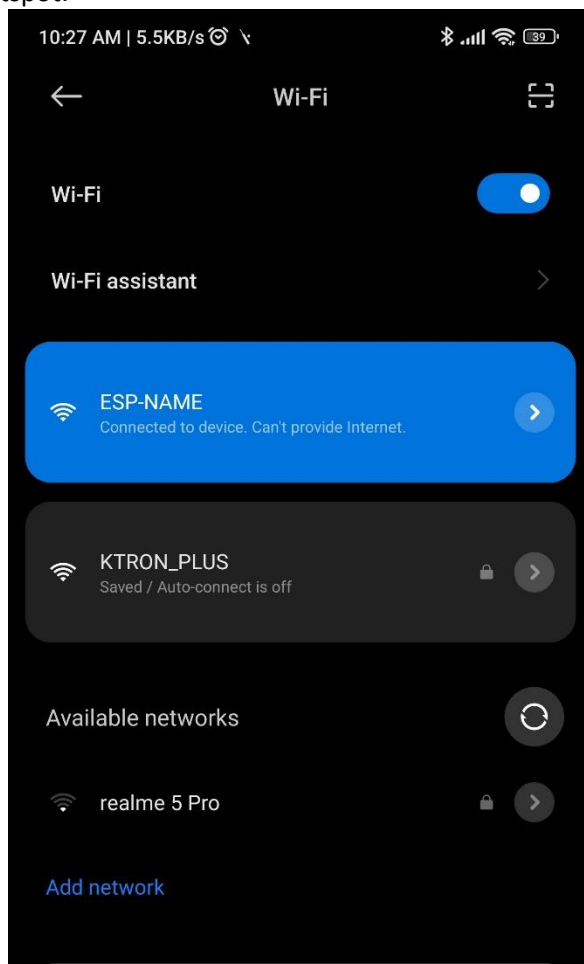 10:27 AM | 5.5KB/s
39
Wi-Fi
Wi-Fi
Wi-Fi assistant
ESP-NAME
Connected to device. Can't provide Internet.
KTRON_PLUS
Saved / Auto-connect is off
Available networks
realme 5 Pro
Add network